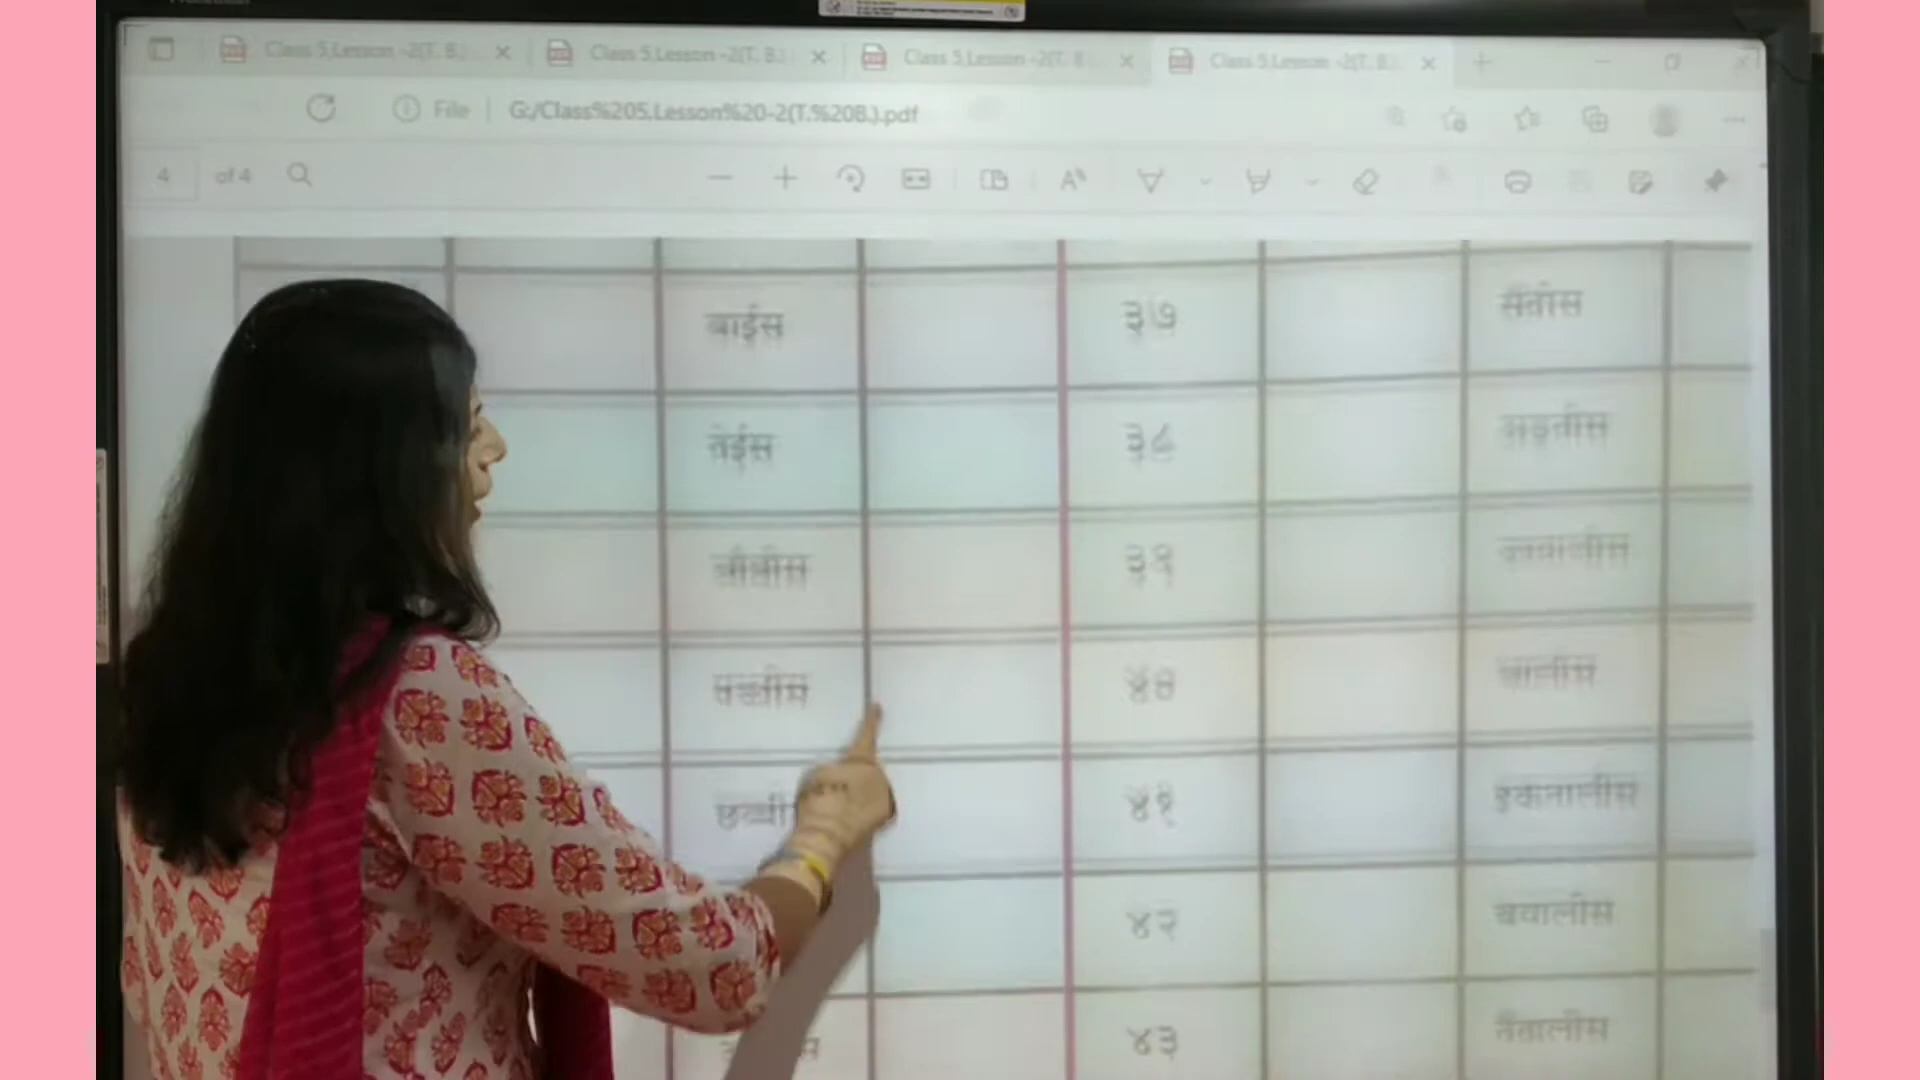 Class 5,Lesson -2(T. B.)
Class 5,Lesson -2(T. B.)
Class 5,Lesson -2(T. B
Class 5,Lesson -2(T. B.
File
G:/Class%205,Lesson%20-2(T.%20B.).pdf
4 of 4
बाईस ३७ सैंतीस
तेईस ३८ अड़तीस
चौबीस ३९ उनतालीस
पच्चीस ४० चालीस
छब्बी ४१ इकतालीस
४२ बयालीस
४३ तैंतालीस